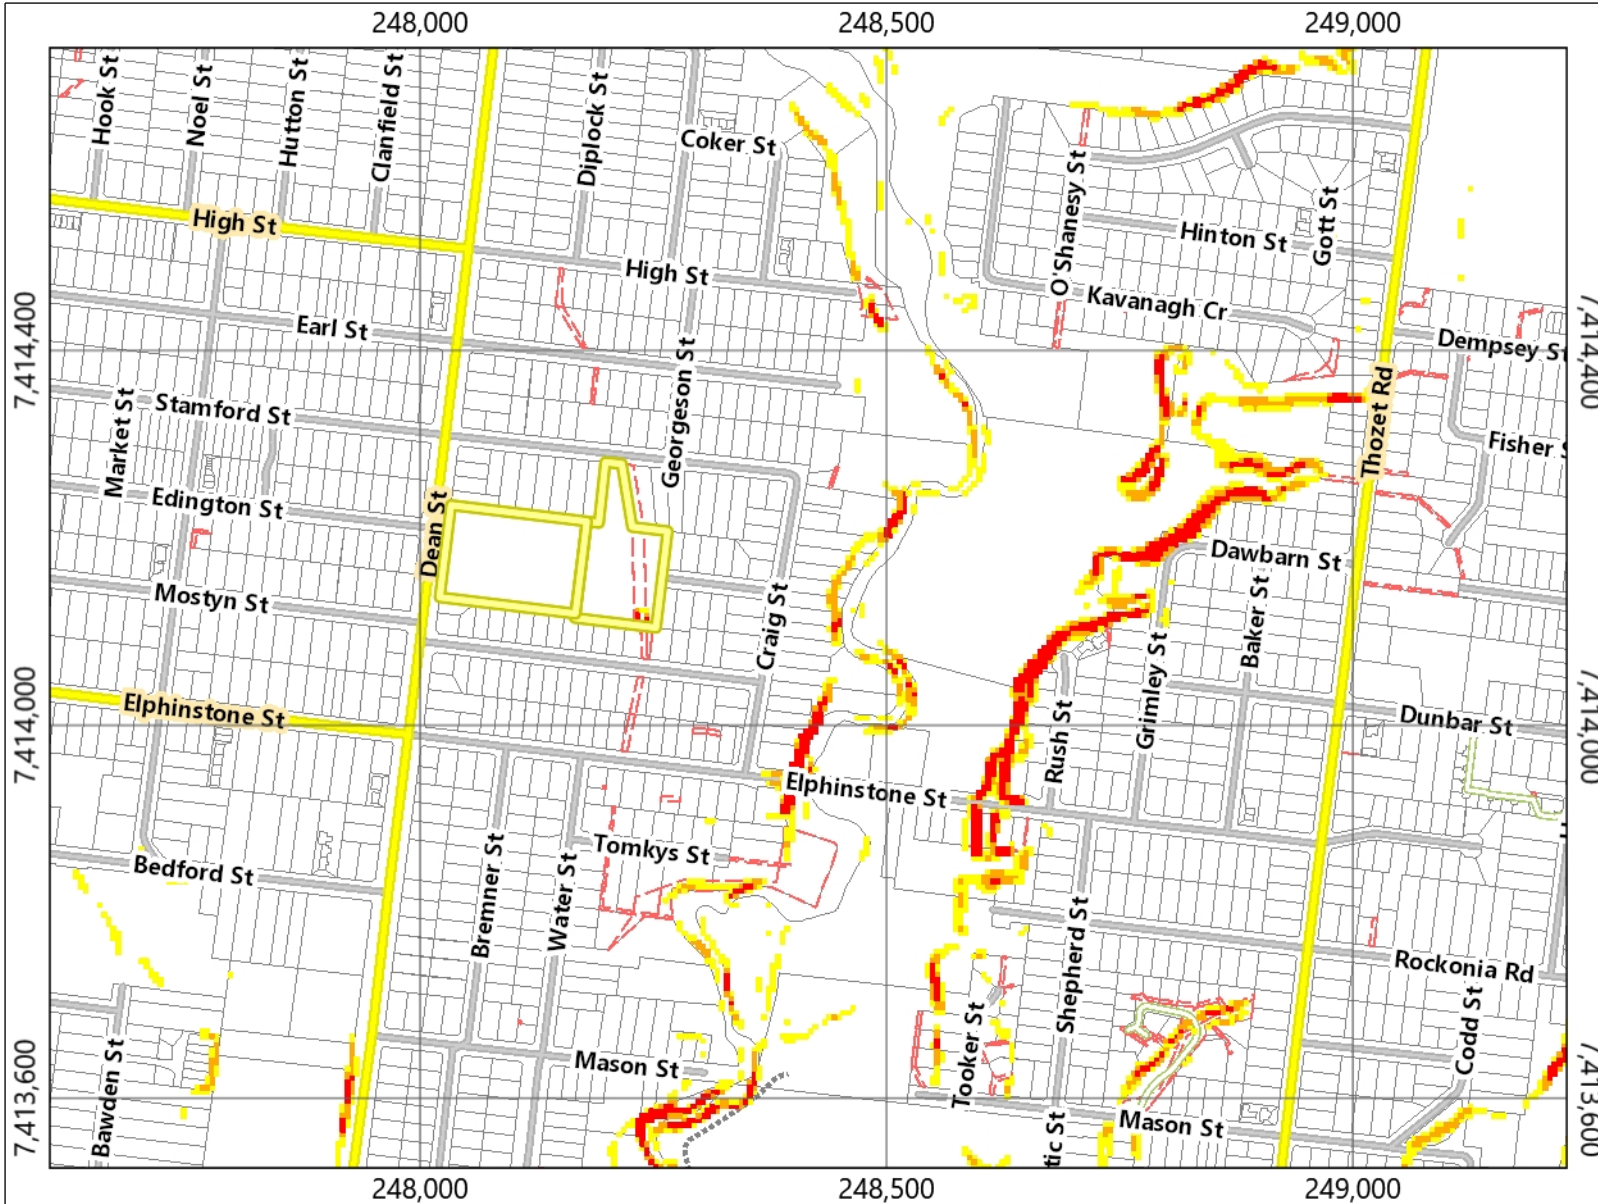 248,000
248,500
249,000
Hook St
Noel St
Hutton St
Clanfield St
Diplock St
Coker St
O'Shanesy St
Gott St
High St
Hinton St
High St
Kavanagh Cr
7,414,400
7,414,400
Earl St
Dempsey St
Georgeson St
Thozet Rd
Market St
Stamford St
Fisher S
Edington St
Dean St
Dawbarn St
Mostyn St
Craig St
Baker St
Grimley St
7,414,000
7,414,000
Elphinstone St
Rush St
Dunbar St
Elphinstone St
Bremner St
Tomkys St
Water St
Bedford St
Shepherd St
Rockonia Rd
Codd St
7,413,600
7,413,600
Bawden St
Mason St
Tooker St
Mason St
tic St
248,000
248,500
249,000